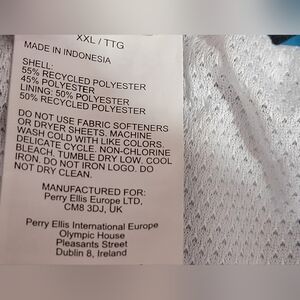 XXL / TTG
MADE IN INDONESIA
SHELL:
55% RECYCLED POLYESTER
45% POLYESTER
LINING: 50% POLYESTER
50% RECYCLED POLYESTER
DO NOT USE FABRIC SOFTENERS
OR DRYER SHEETS. MACHINE
WASH COLD WITH LIKE COLORS.
DELICATE CYCLE. NON-CHLORINE
BLEACH. TUMBLE DRY LOW. COOL
IRON. DO NOT IRON LOGO. DO
NOT DRY CLEAN.
MANUFACTURED FOR:
Perry Ellis Europe LTD,
CM8 3DJ, UK
Perry Ellis International Europe
Olympic House
Pleasants Street
Dublin 8, Ireland